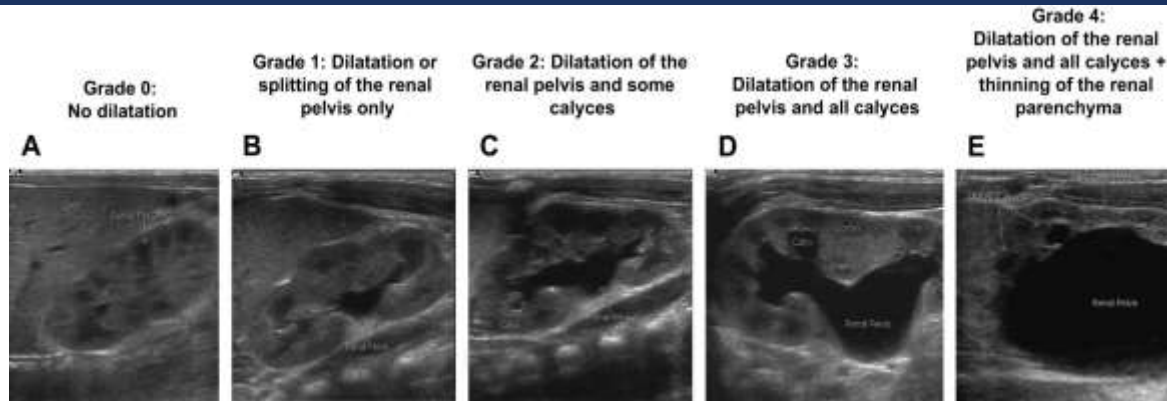 Grade 0:
No dilatation
Grade 1: Dilatation or
splitting of the renal
pelvis only
Grade 2: Dilatation of the
renal pelvis and some
calyces
Grade 3:
Dilatation of the renal
pelvis and all calyces
Grade 4:
Dilatation of the renal
pelvis and all calyces +
thinning of the renal
parenchyma
A
B
C
D
E
Renal Pelvis
Renal Pelvis